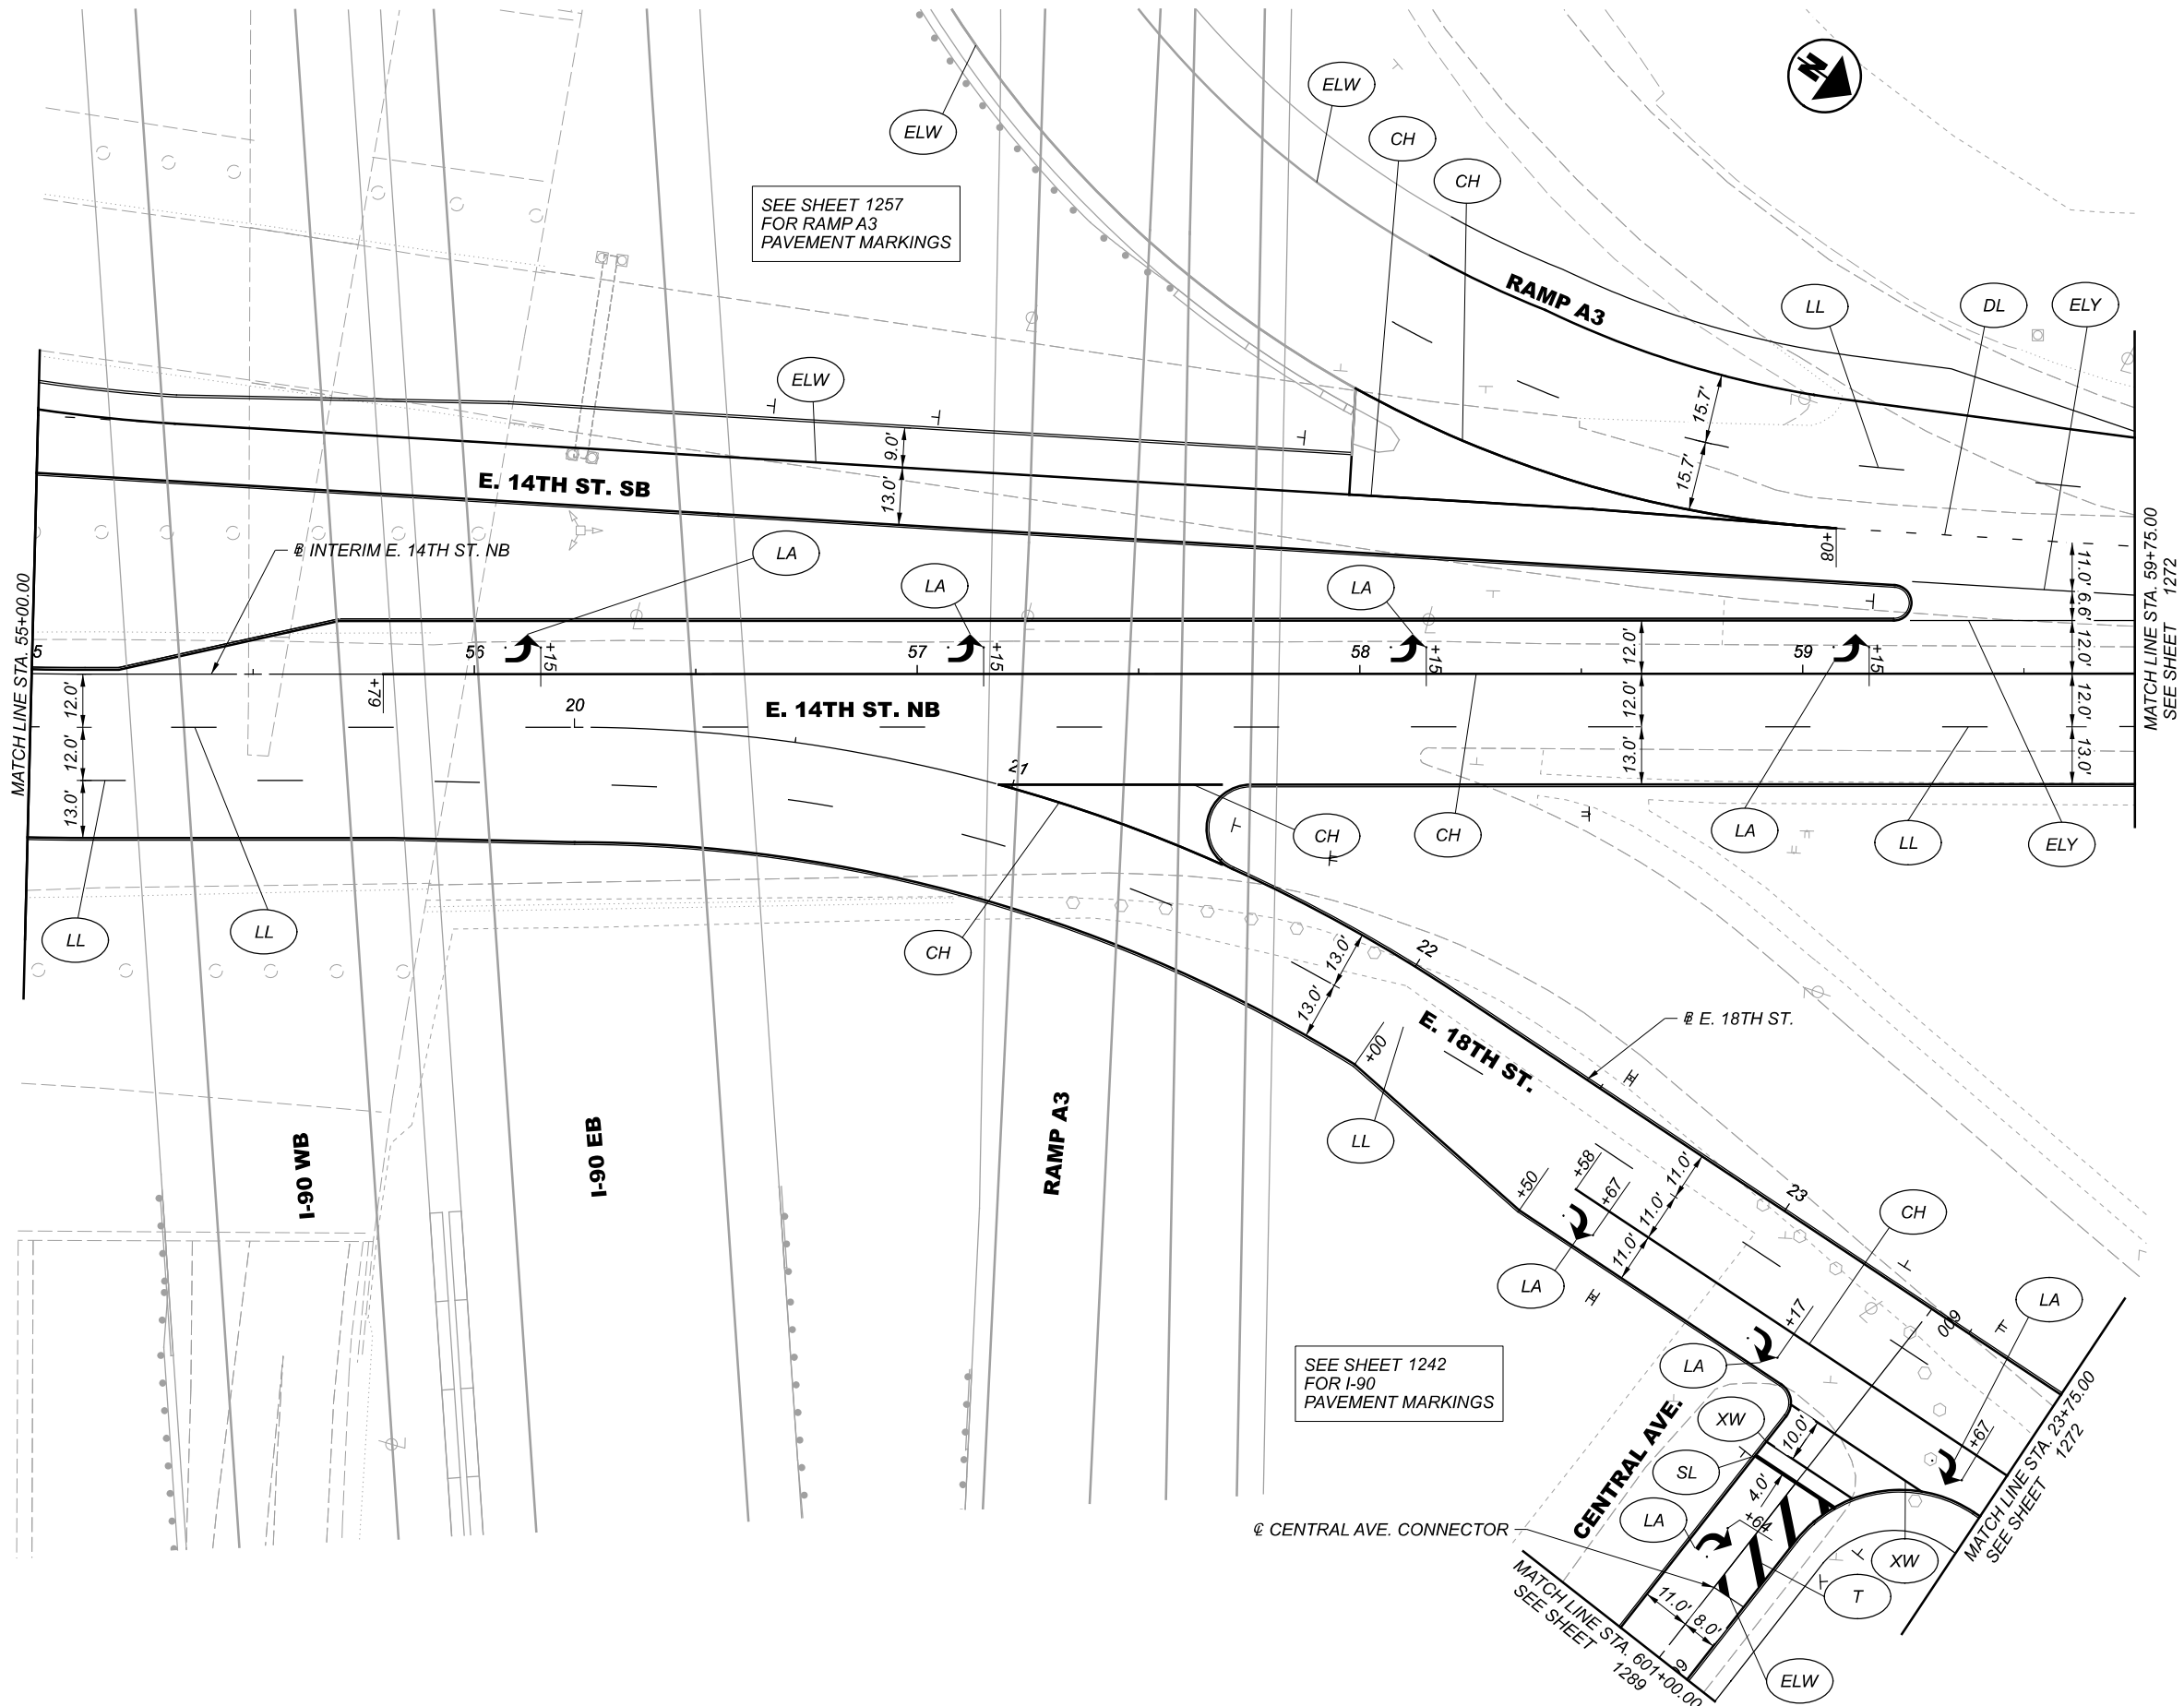 N
ELW
ELW
CH
CH
SEE SHEET 1257
FOR RAMP A3
PAVEMENT MARKINGS
RAMP A3
LL
DL
ELY
ELW
15.7'
15.7'
9.0'
13.0'
E. 14TH ST. SB
INTERIM E. 14TH ST. NB
LA
LA
LA
+08
11.0'
6.6'
12.0'
12.0'
13.0'
MATCH LINE STA. 59+75.00
SEE SHEET 1272
MATCH LINE STA. 55+00.00
5
56
+15
57
+15
58
+15
59
+15
12.0'
12.0'
13.0'
12.0'
12.0'
13.0'
+79
20
E. 14TH ST. NB
21
CH
CH
LA
LL
ELY
LL
LL
CH
22
13.0'
13.0'
E. 18TH ST.
E. 18TH ST.
+00
LL
I-90 WB
I-90 EB
RAMP A3
+50
+58
+67
11.0'
11.0'
11.0'
23
CH
LA
LA
+17
600
LA
SEE SHEET 1242
FOR I-90
PAVEMENT MARKINGS
XW
10.0'
+67
MATCH LINE STA. 23+75.00
SEE SHEET 1272
CENTRAL AVE.
SL
4.0'
LA
+64
CENTRAL AVE. CONNECTOR
XW
T
11.0'
8.0'
MATCH LINE STA. 601+00.00
SEE SHEET 1289
ELW